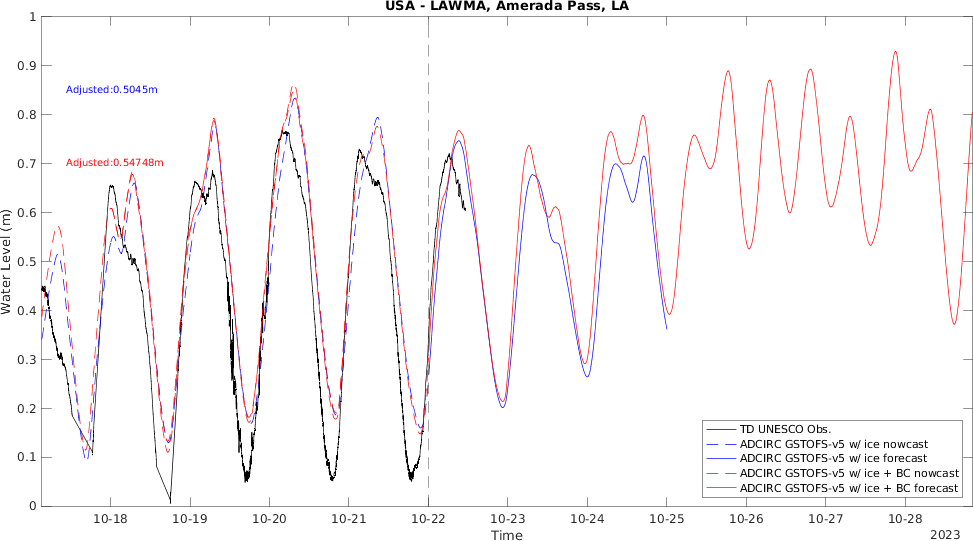 USA - LAWMA, Amerada Pass, LA
1
0.9
0.8
0.7
0.6
0.5
0.4
0.3
0.2
0.1
0
Water Level (m)
Adjusted:0.5045m
Adjusted:0.54748m
TD UNESCO Obs.
ADCIRC GSTOFS-v5 w/ ice nowcast
ADCIRC GSTOFS-v5 w/ ice forecast
ADCIRC GSTOFS-v5 w/ ice + BC nowcast
ADCIRC GSTOFS-v5 w/ ice + BC forecast
10-18 10-19 10-20 10-21 10-22 10-23 10-24 10-25 10-26 10-27 10-28
Time
2023